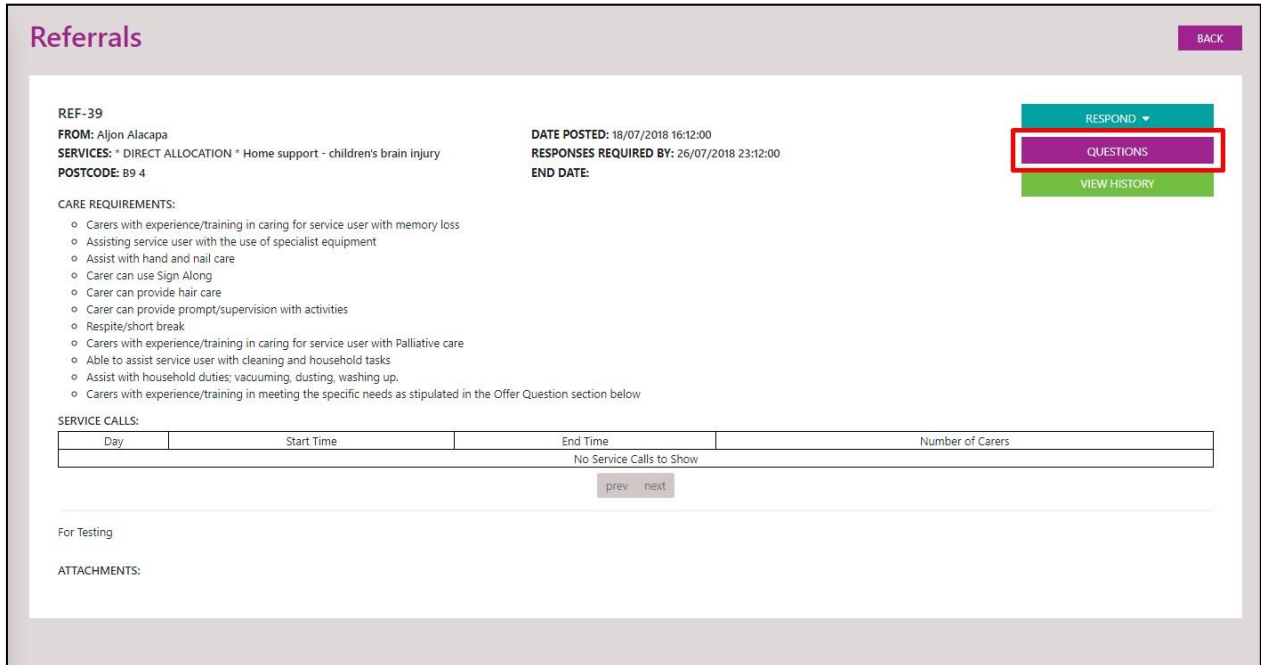 Referrals
BACK
REF-39
FROM: Aljon Alacapa
SERVICES: * DIRECT ALLOCATION * Home support - children's brain injury
POSTCODE: B9 4
DATE POSTED: 18/07/2018 16:12:00
RESPONSES REQUIRED BY: 26/07/2018 23:12:00
END DATE:
RESPOND
QUESTIONS
VIEW HISTORY
CARE REQUIREMENTS:
Carers with experience/training in caring for service user with memory loss
Assisting service user with the use of specialist equipment
Assist with hand and nail care
Carer can use Sign Along
Carer can provide hair care
Carer can provide prompt/supervision with activities
Respite/short break
Carers with experience/training in caring for service user with Palliative care
Able to assist service user with cleaning and household tasks
Assist with household duties; vacuuming, dusting, washing up.
Carers with experience/training in meeting the specific needs as stipulated in the Offer Question section below
SERVICE CALLS:
Day Start Time End Time Number of Carers
No Service Calls to Show
prev next
For Testing
ATTACHMENTS: